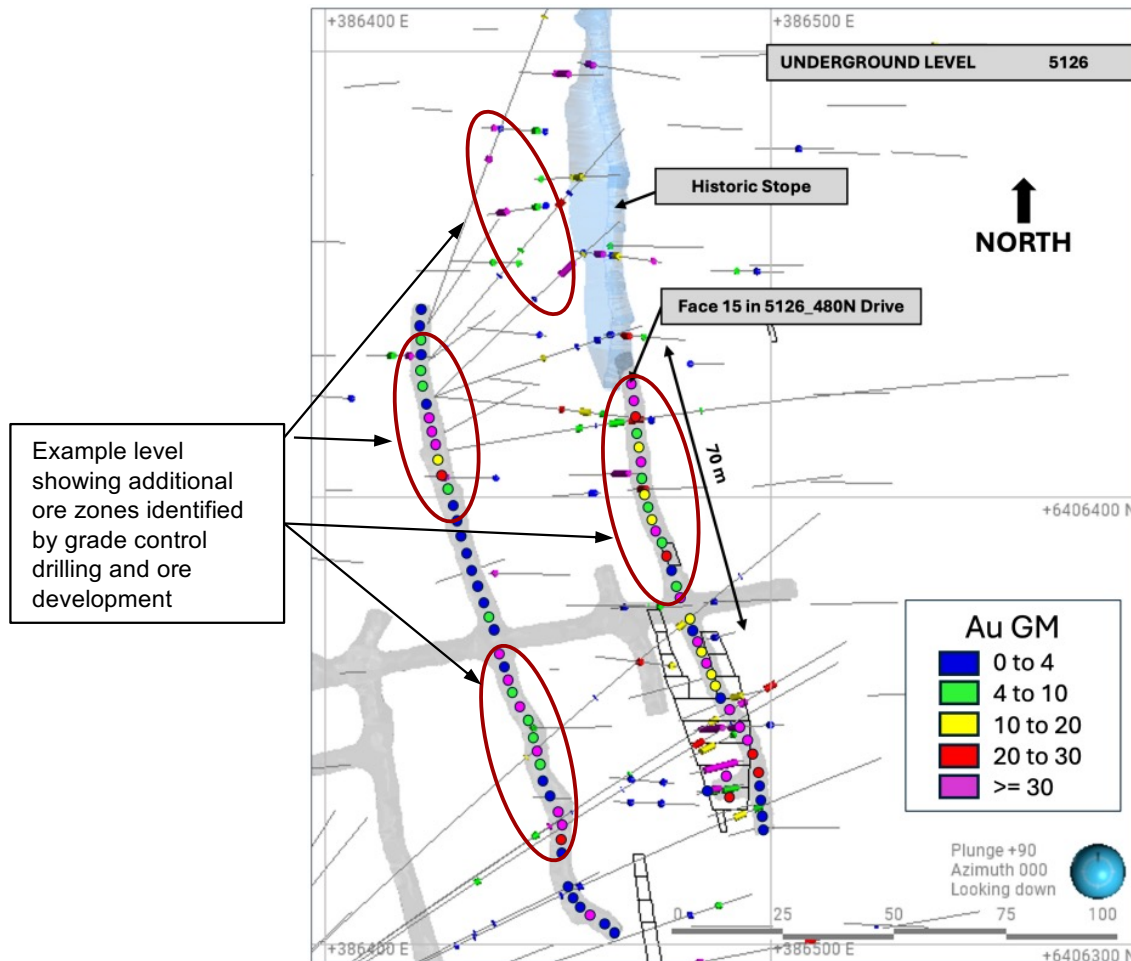 +386400 E
+386500 E
UNDERGROUND LEVEL 5126
Historic Stope
NORTH
Face 15 in 5126_480N Drive
70 m
Example level
showing additional
ore zones identified
by grade control
drilling and ore
development
+6406400 N
Au GM
0 to 4
4 to 10
10 to 20
20 to 30
>= 30
Plunge +90
Azimuth 000
Looking down
0 25 50 75 100
+386400 E
+386500 E
+6406300 N